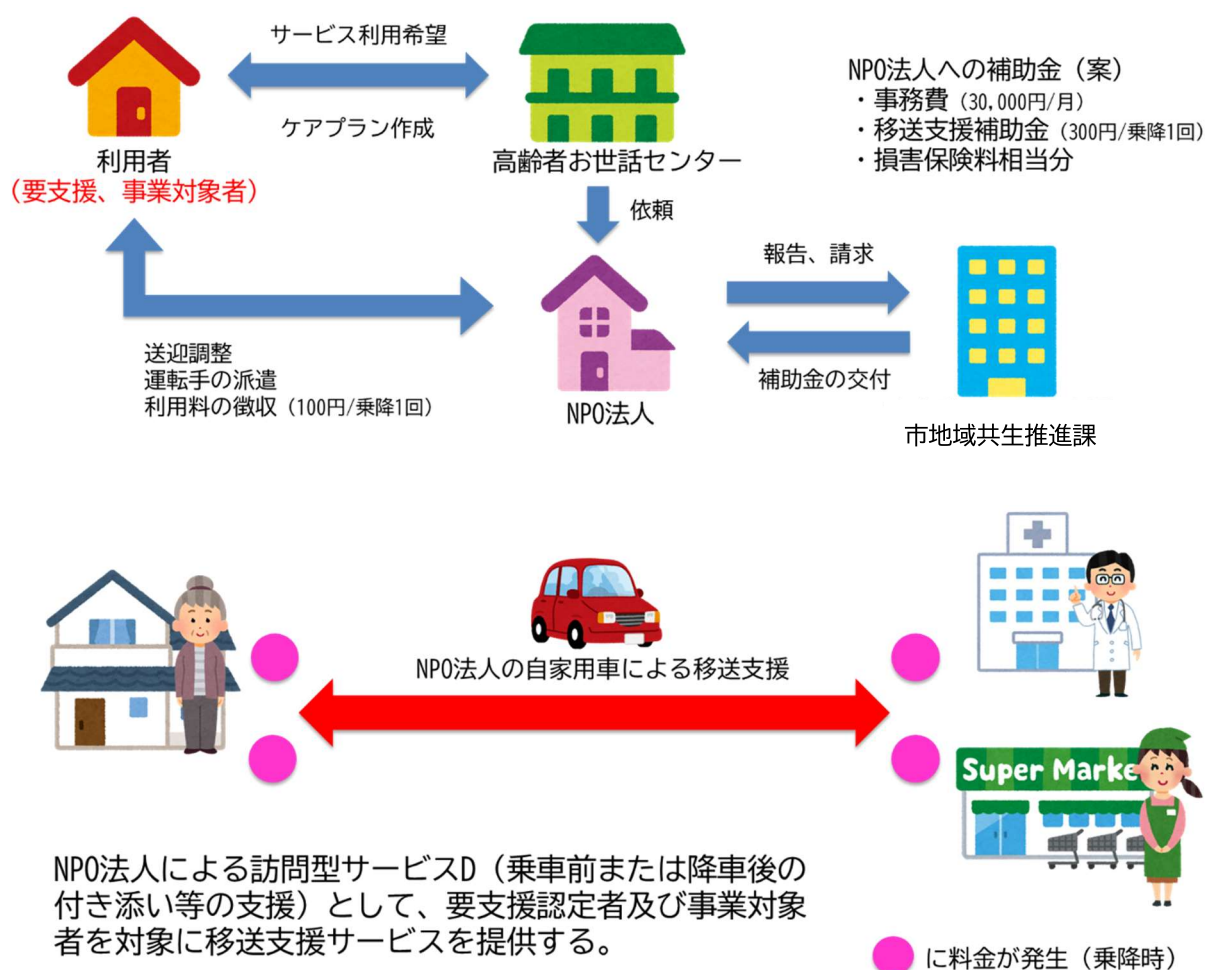 サービス利用希望
ケアプラン作成
利用者
（要支援、事業対象者）
高齢者お世話センター
NPO法人への補助金（案）
・事務費（30,000円/月）
・移送支援補助金（300円/乗降1回）
・損害保険料相当分
依頼
報告、請求
補助金の交付
送迎調整
運転手の派遣
利用料の徴収（100円/乗降1回）
NPO法人
市地域共生推進課
NPO法人の自家用車による移送支援
Super Marke
NPO法人による訪問型サービスD（乗車前または降車後の
付き添い等の支援）として、要支援認定者及び事業対象
者を対象に移送支援サービスを提供する。
に料金が発生（乗降時）